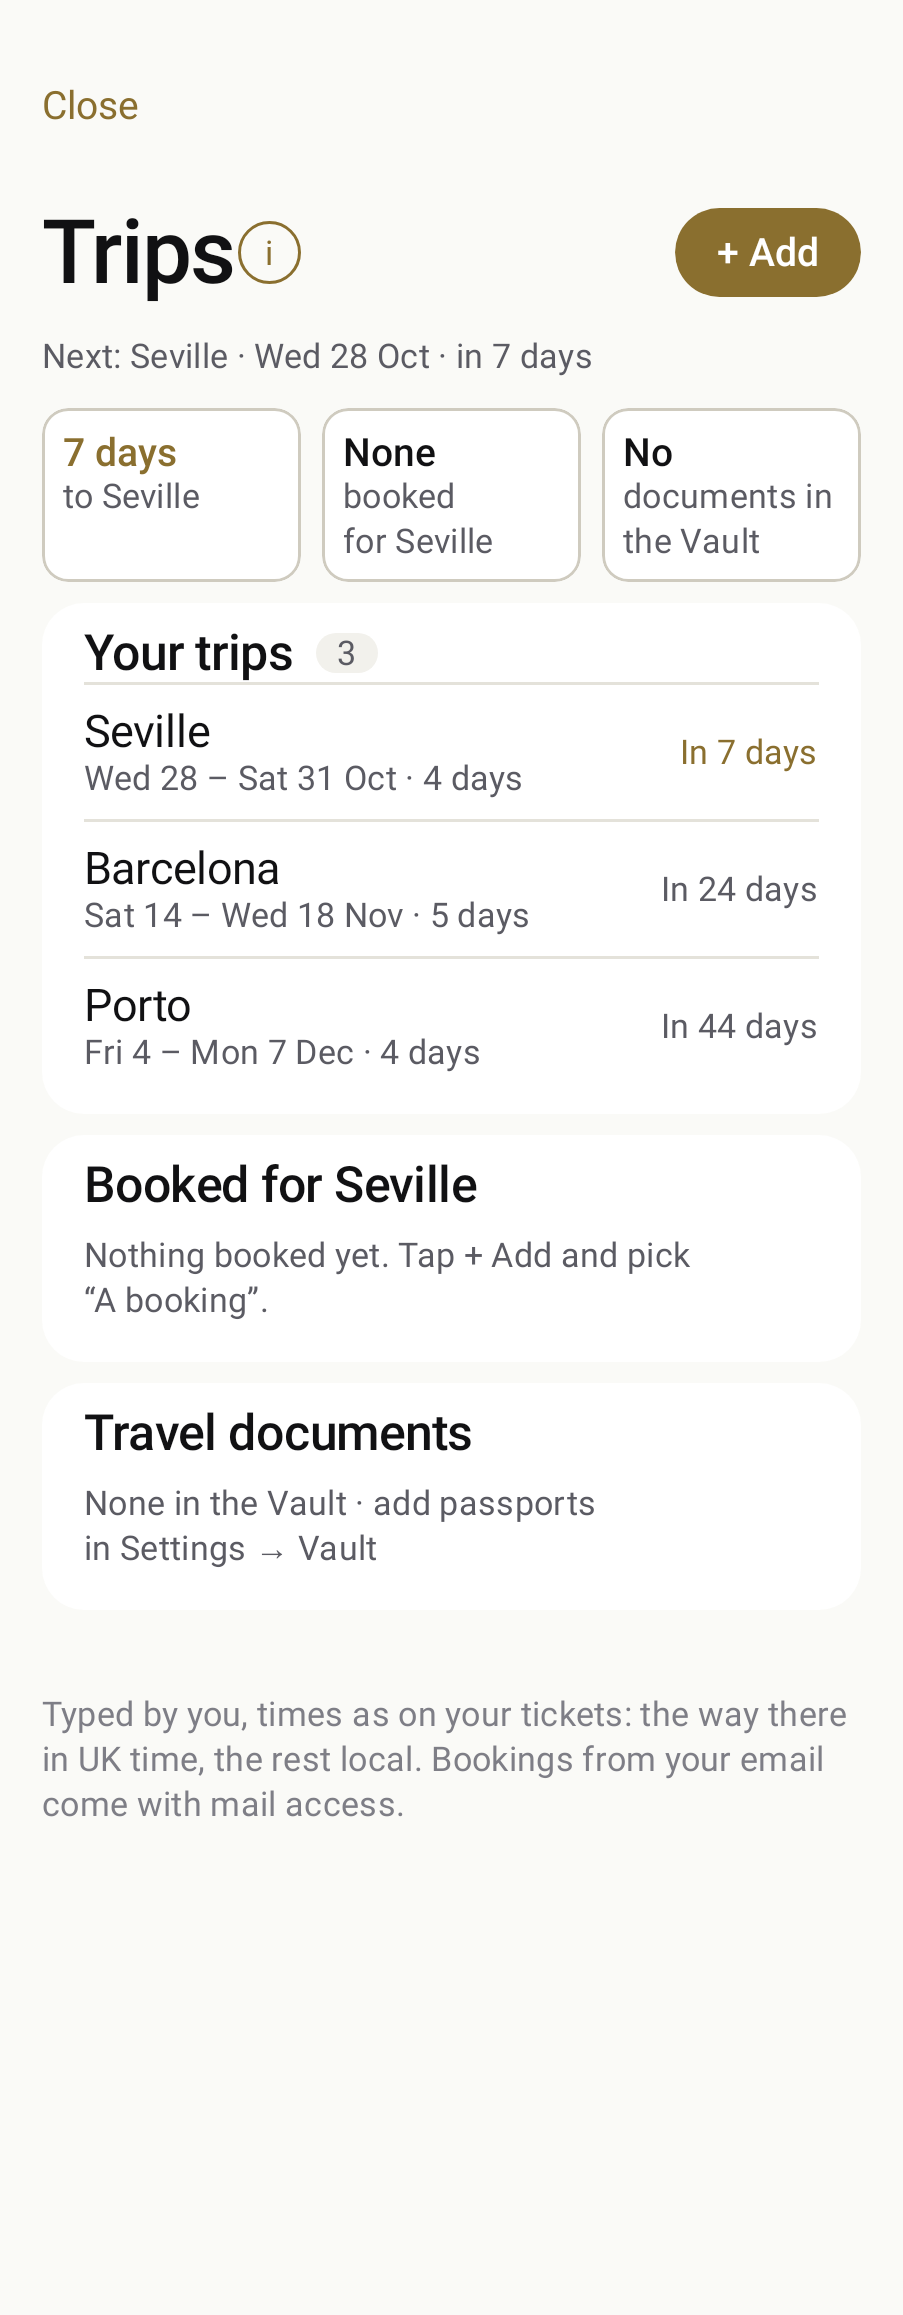 Close
Trips i
+ Add
Next: Seville · Wed 28 Oct · in 7 days
7 days
to Seville
None
booked
for Seville
No
documents in
the Vault
Your trips 3
Seville
Wed 28 – Sat 31 Oct · 4 days
In 7 days
Barcelona
Sat 14 – Wed 18 Nov · 5 days
In 24 days
Porto
Fri 4 – Mon 7 Dec · 4 days
In 44 days
Booked for Seville
Nothing booked yet. Tap + Add and pick
“A booking”.
Travel documents
None in the Vault · add passports
in Settings → Vault
Typed by you, times as on your tickets: the way there
in UK time, the rest local. Bookings from your email
come with mail access.